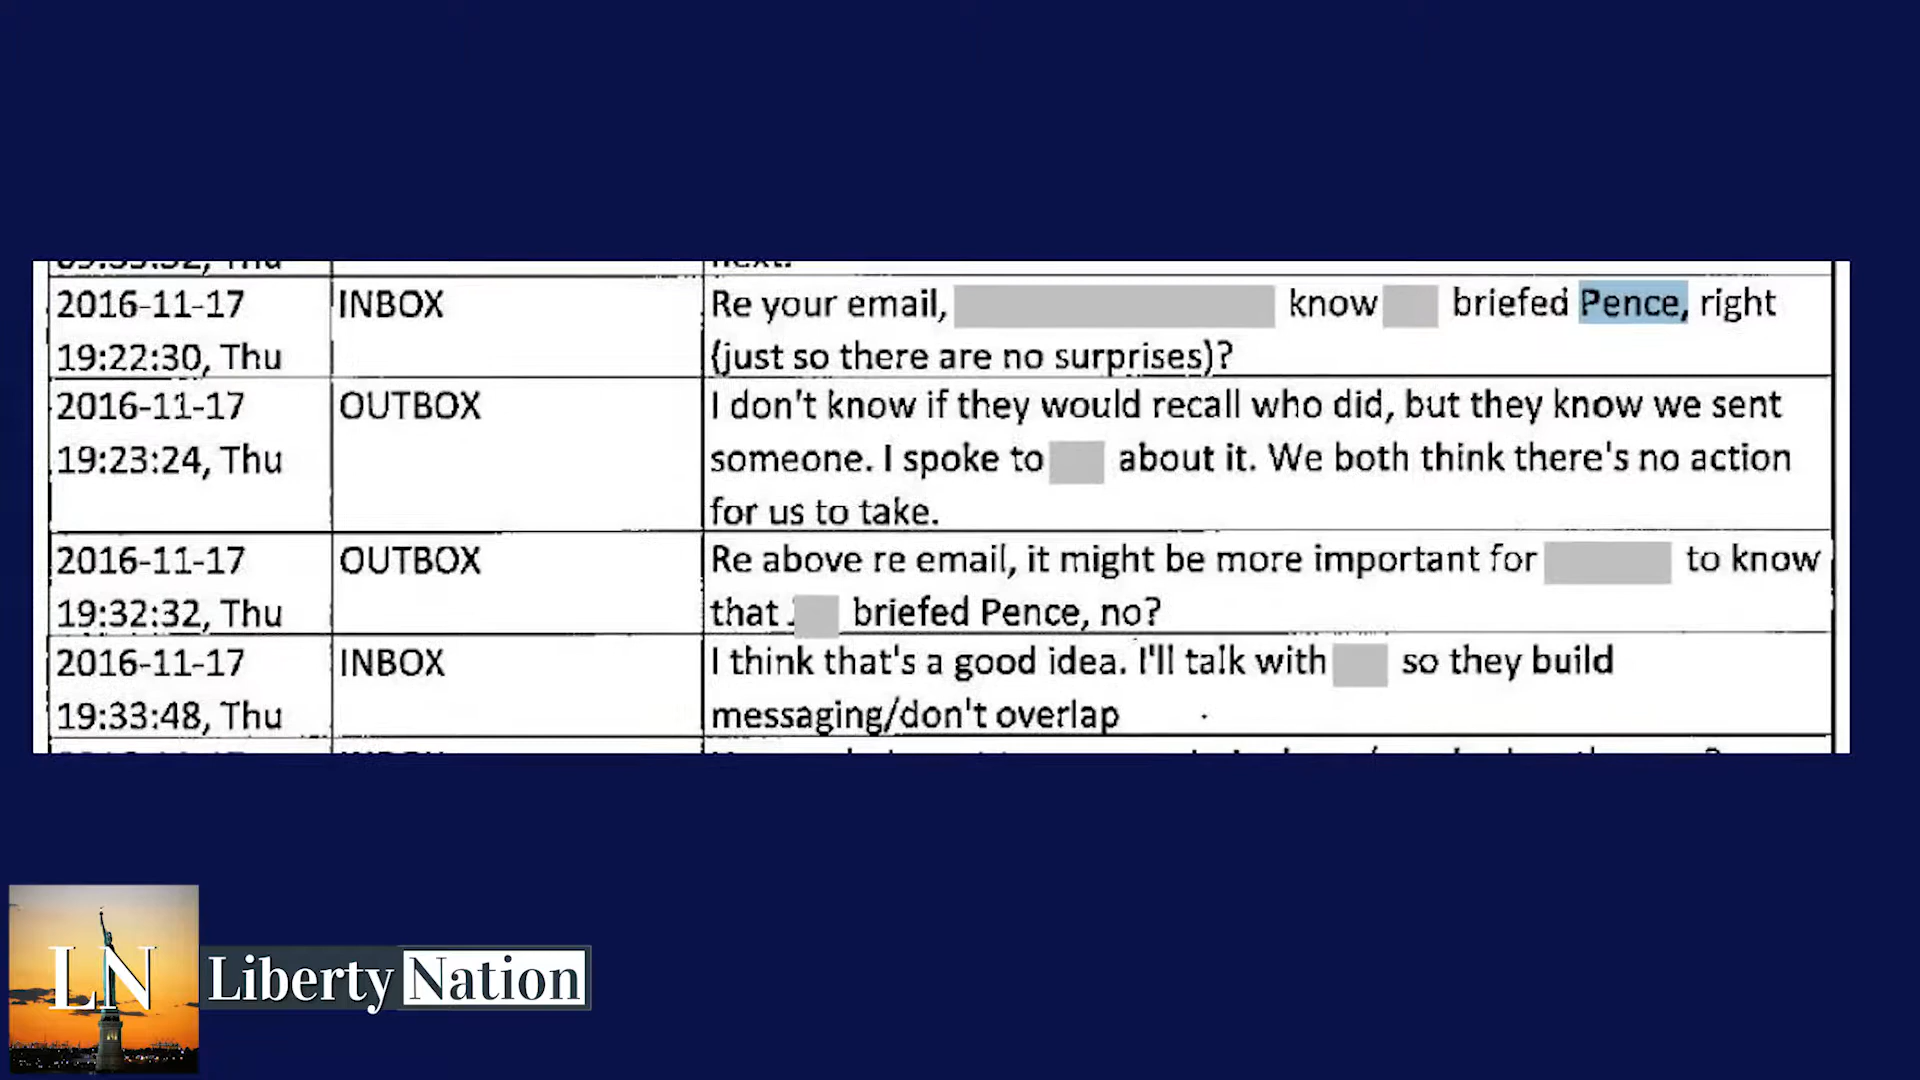 next.
2016-11-17 INBOX Re your email, know briefed Pence, right
19:22:30, Thu (just so there are no surprises)?
2016-11-17 OUTBOX I don't know if they would recall who did, but they know we sent
19:23:24, Thu someone. I spoke to about it. We both think there's no action
for us to take.
2016-11-17 OUTBOX Re above re email, it might be more important for to know
19:32:32, Thu that briefed Pence, no?
2016-11-17 INBOX I think that's a good idea. I'll talk with so they build
19:33:48, Thu messaging/don't overlap
LN
Liberty Nation